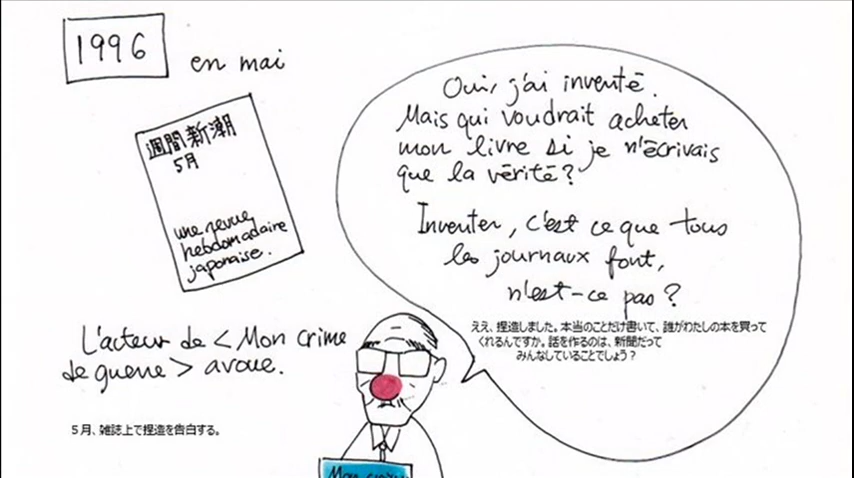 1996
en mai
週間新潮
5月
une revue
hebdomadaire
japonaise.
Oui, j'ai inventé.
Mais qui voudrait acheter
mon livre si je n'écrivais
que la vérité?
Inventer, c'est ce que tous
les journaux font,
n'est-ce pas?
ええ、捏造しました。本当のことだけ書いて、誰がわたしの本を買って
くれるんですか。話を作るのは、新聞だって
みんなしていることでしょう?
L'acteur de <Mon crime
de guerre> avoue.
5月、雑誌上で捏造を告白する。
Mon crime